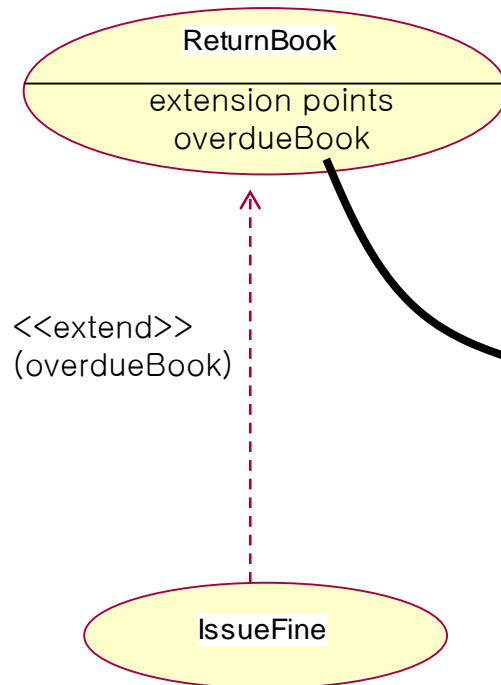 ReturnBook
extension points
overdueBook
<<extend>>
(overdueBook)
IssueFine